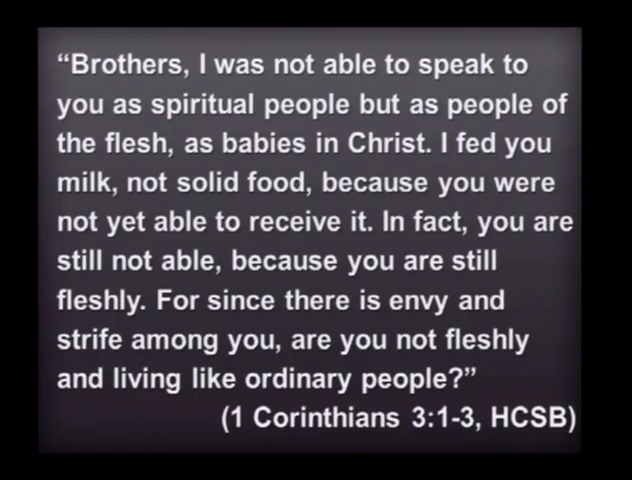 “Brothers, I was not able to speak to
you as spiritual people but as people of
the flesh, as babies in Christ. I fed you
milk, not solid food, because you were
not yet able to receive it. In fact, you are
still not able, because you are still
fleshly. For since there is envy and
strife among you, are you not fleshly
and living like ordinary people?”
(1 Corinthians 3:1-3, HCSB)